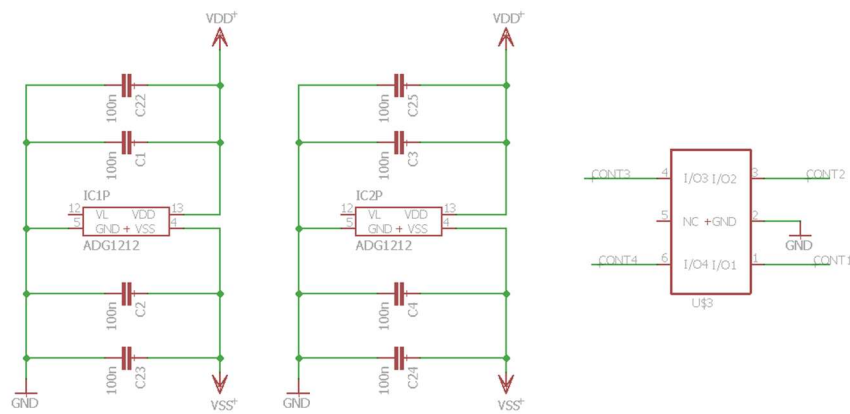 VDD
100n
C22
100n
C1
IC1P
12 VL VDD 13
5 GND VSS 4
ADG1212
100n
C2
100n
C23
GND
VSS
VDD
100n
C25
100n
C3
IC2P
12 VL VDD 13
5 GND VSS 4
ADG1212
100n
C4
100n
C24
GND
VSS
CONT3 4 I/O3 I/O2 3 CONT2
5 NC GND 2
GND
CONT4 6 I/O4 I/O1 1 CONT1
U$3